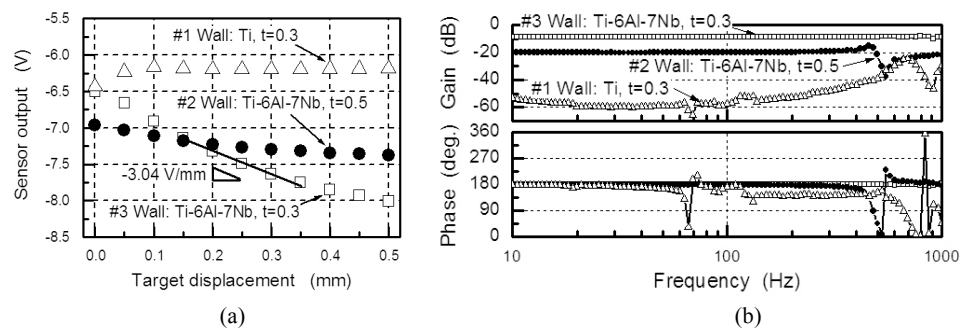 (a)
-5.5
-6.0
-6.5
-7.0
-7.5
-8.0
-8.5
Sensor output (V)
#1 Wall: Ti, t=0.3
#2 Wall: Ti-6Al-7Nb, t=0.5
-3.04 V/mm
#3 Wall: Ti-6Al-7Nb, t=0.3
0.0 0.1 0.2 0.3 0.4 0.5
Target displacement (mm)
(a)
(b)
0
-20
-40
-60
Gain (dB)
#3 Wall: Ti-6Al-7Nb, t=0.3
#2 Wall: Ti-6Al-7Nb, t=0.5
#1 Wall: Ti, t=0.3
360
270
180
90
0
Phase (deg.)
10 100 1000
Frequency (Hz)
(b)